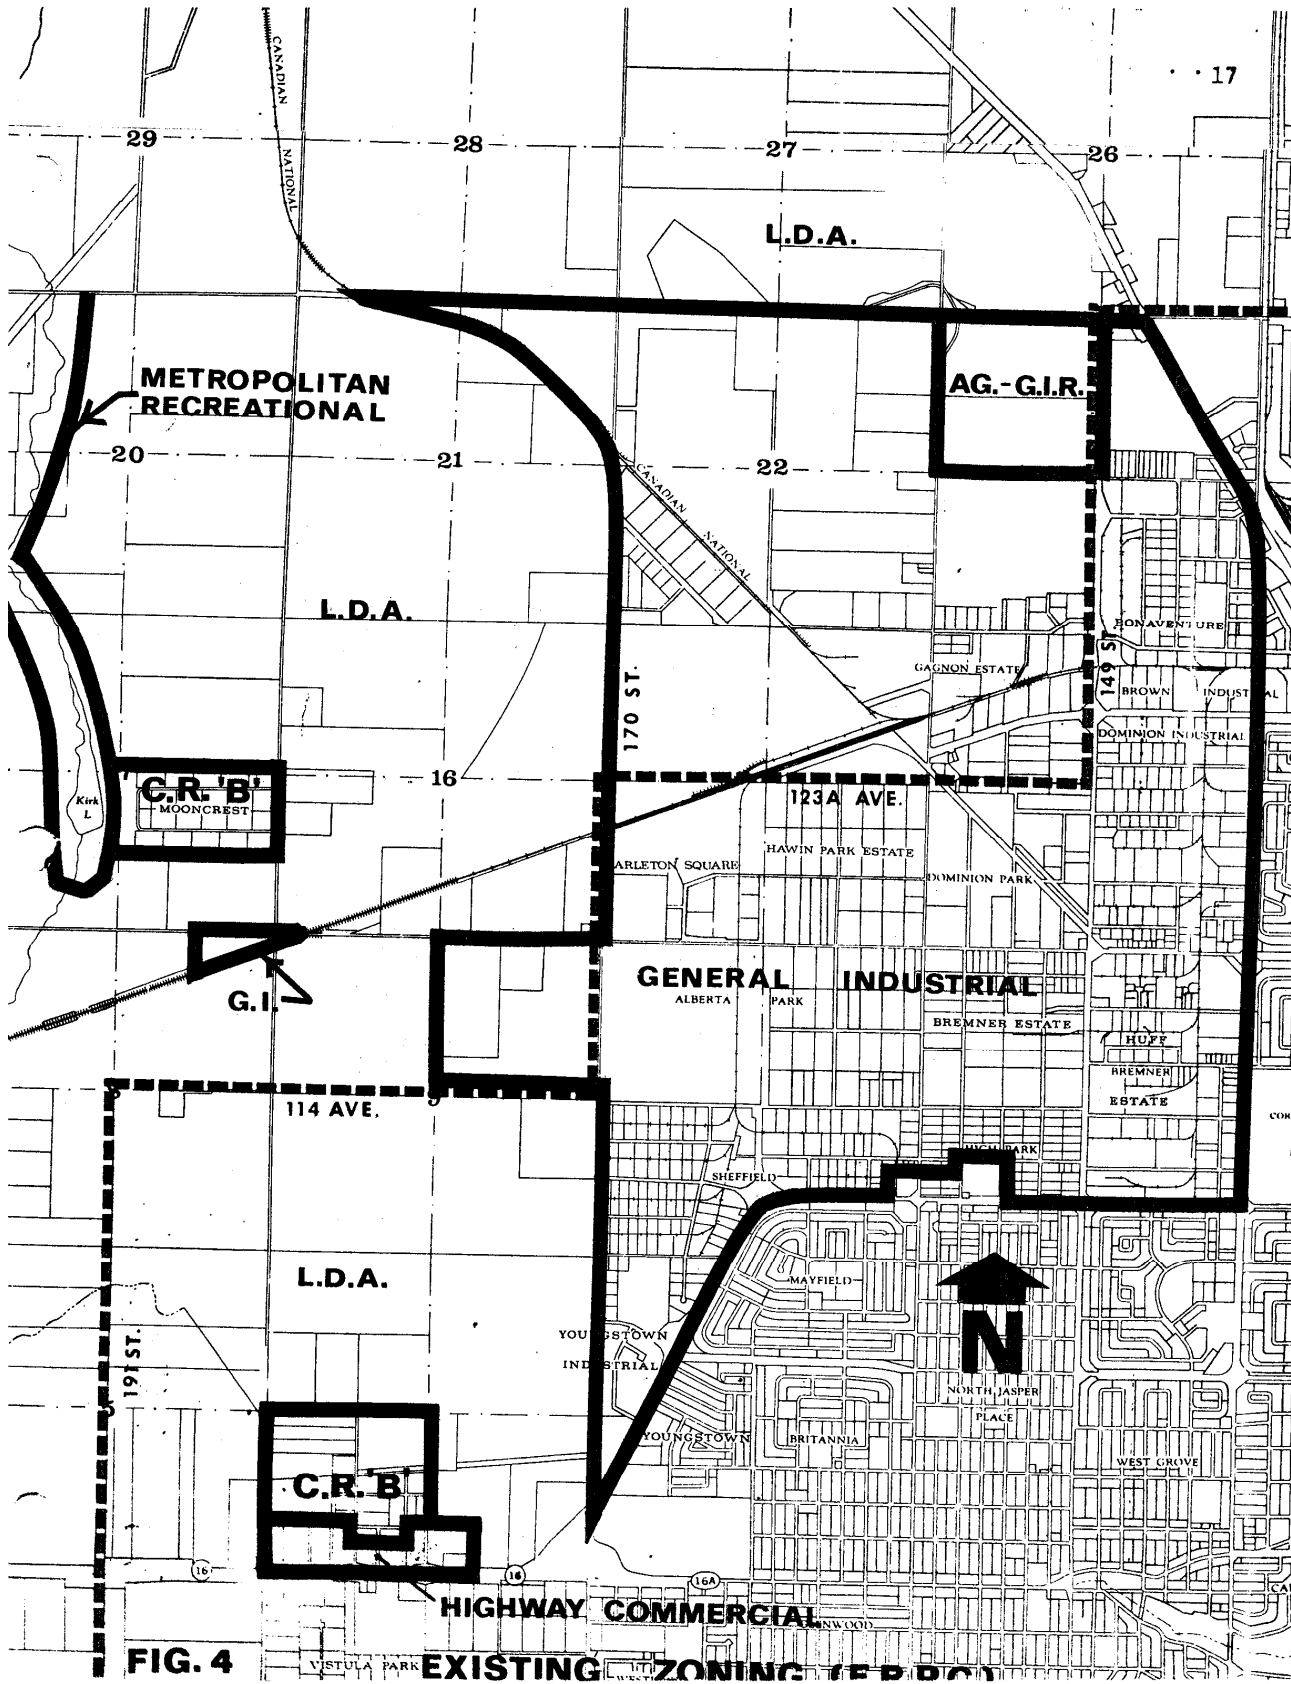 17
CANADIAN
NATIONAL
29
28
27
26
L.D.A.
METROPOLITAN
RECREATIONAL
AG.-G.I.R.
20
21
22
CANADIAN
NATIONAL
L.D.A.
BONAVENTURE
GAGNON ESTATE
149 ST.
170 ST.
BROWN INDUSTRIAL
DOMINION INDUSTRIAL
C.R. 'B'
MOONCREST
Kirk
L
16
123A AVE.
HAWIN PARK ESTATE
ARLETON SQUARE
DOMINION PARK
GENERAL INDUSTRIAL
ALBERTA PARK
G.I.
BREMNER ESTATE
HUFF
BREMNER
ESTATE
114 AVE.
9
COR
HIGH PARK
SHEFFIELD
L.D.A.
MAYFIELD
N
191 ST.
YOUNGSTOWN
INDUSTRIAL
NORTH JASPER
PLACE
YOUNGSTOWN
BRITANNIA
WEST GROVE
C.R. 'B'
16
16
16A
HIGHWAY COMMERCIAL
NWOOD
FIG. 4
VISTULA PARK
EXISTING ZONING (E.R.P.C.)